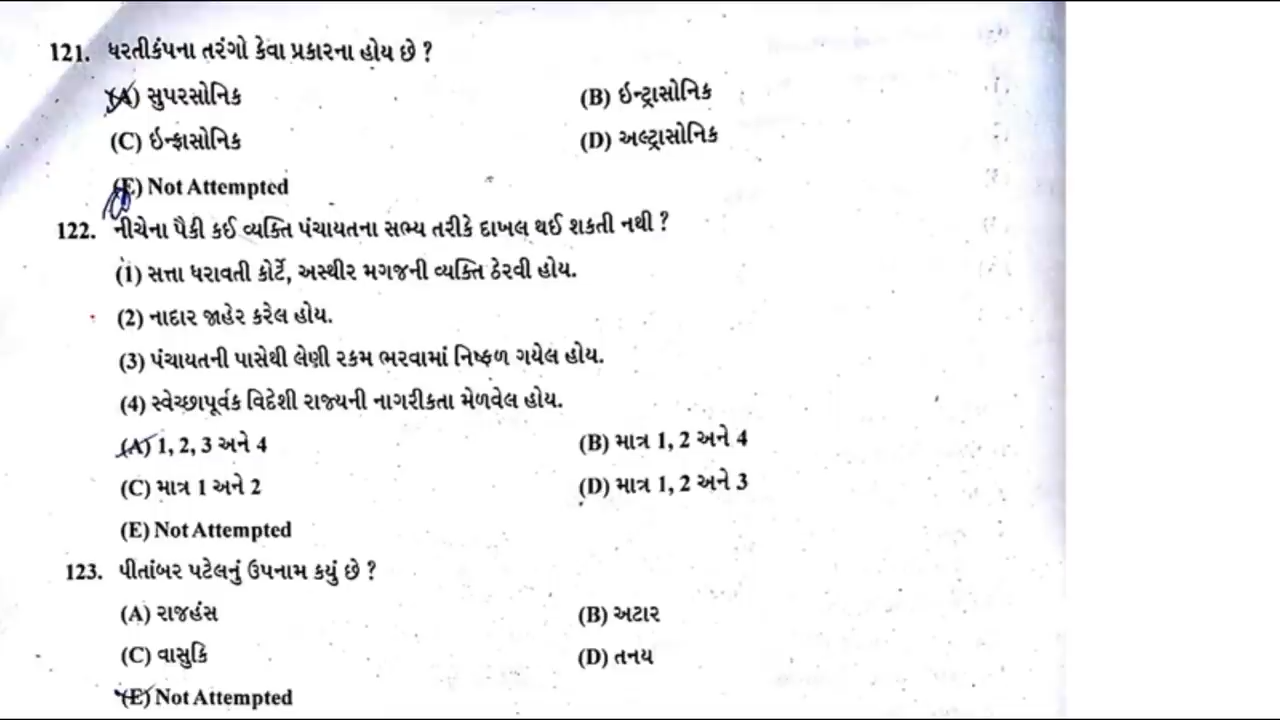 121. ધરતીકંપના તરંગો કેવા પ્રકારના હોય છે ?
(A) સુપરસોનિક (B) ઇન્ટ્રાસોનિક
(C) ઇન્ફ્રાસોનિક (D) અલ્ટ્રાસોનિક
(E) Not Attempted
122. નીચેના પૈકી કઈ વ્યક્તિ પંચાયતના સભ્ય તરીકે દાખલ થઈ શકતી નથી ?
(1) સત્તા ધરાવતી કોર્ટે, અસ્થીર મગજની વ્યક્તિ ઠેરવી હોય.
(2) નાદાર જાહેર કરેલ હોય.
(3) પંચાયતની પાસેથી લેણી રકમ ભરવામાં નિષ્ફળ ગયેલ હોય.
(4) સ્વેચ્છાપૂર્વક વિદેશી રાજ્યની નાગરીકતા મેળવેલ હોય.
(A) 1, 2, 3 અને 4 (B) માત્ર 1, 2 અને 4
(C) માત્ર 1 અને 2 (D) માત્ર 1, 2 અને 3
(E) Not Attempted
123. પીતાંબર પટેલનું ઉપનામ કયું છે ?
(A) રાજહંસ (B) અટાર
(C) વાસુકિ (D) તનય
(E) Not Attempted